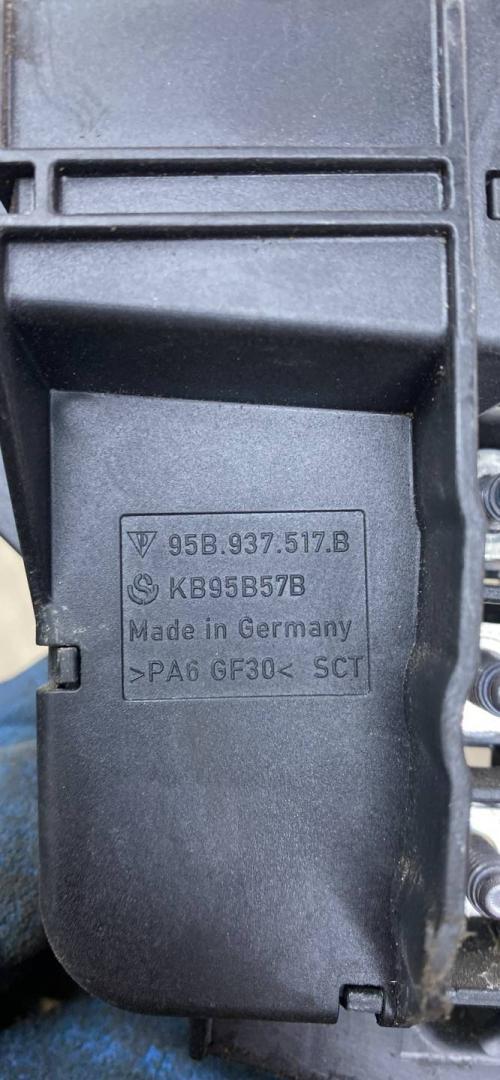 95B.937.517.B
KB95B57B
Made in Germany
>PA6 GF30< SCT